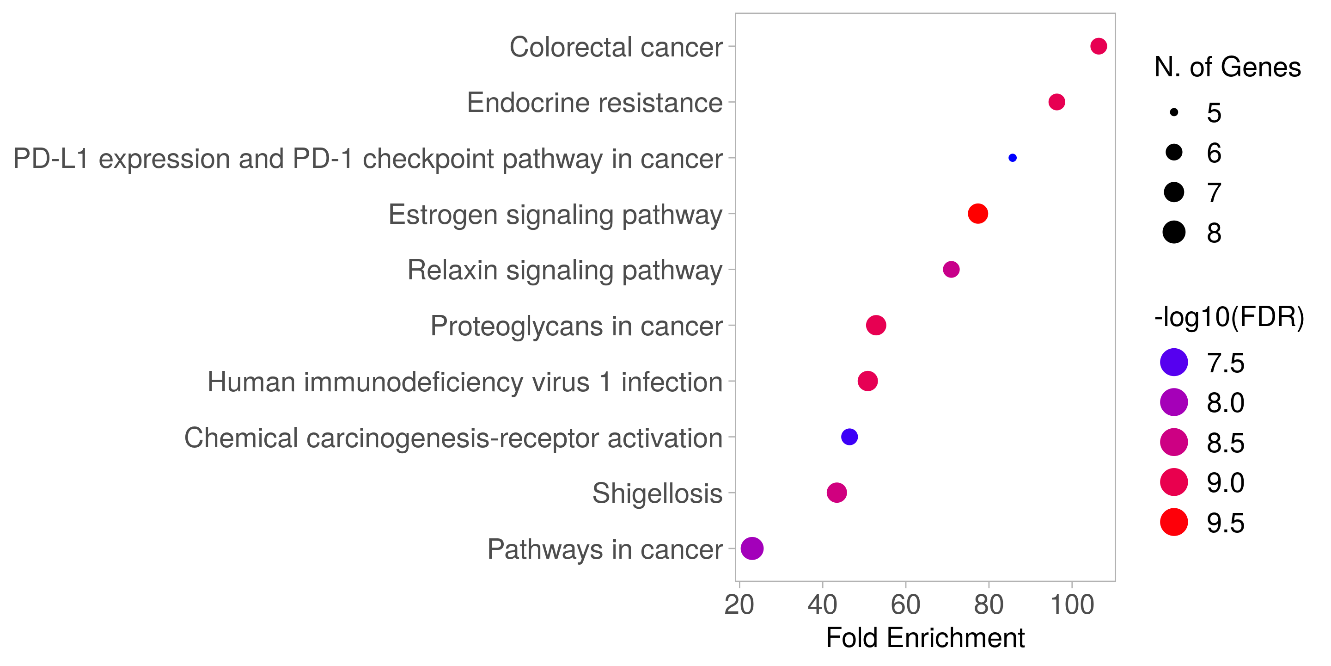 Colorectal cancer
Endocrine resistance
PD-L1 expression and PD-1 checkpoint pathway in cancer
Estrogen signaling pathway
Relaxin signaling pathway
Proteoglycans in cancer
Human immunodeficiency virus 1 infection
Chemical carcinogenesis-receptor activation
Shigellosis
Pathways in cancer
20 40 60 80 100
Fold Enrichment
N. of Genes
5
6
7
8
-log10(FDR)
7.5
8.0
8.5
9.0
9.5